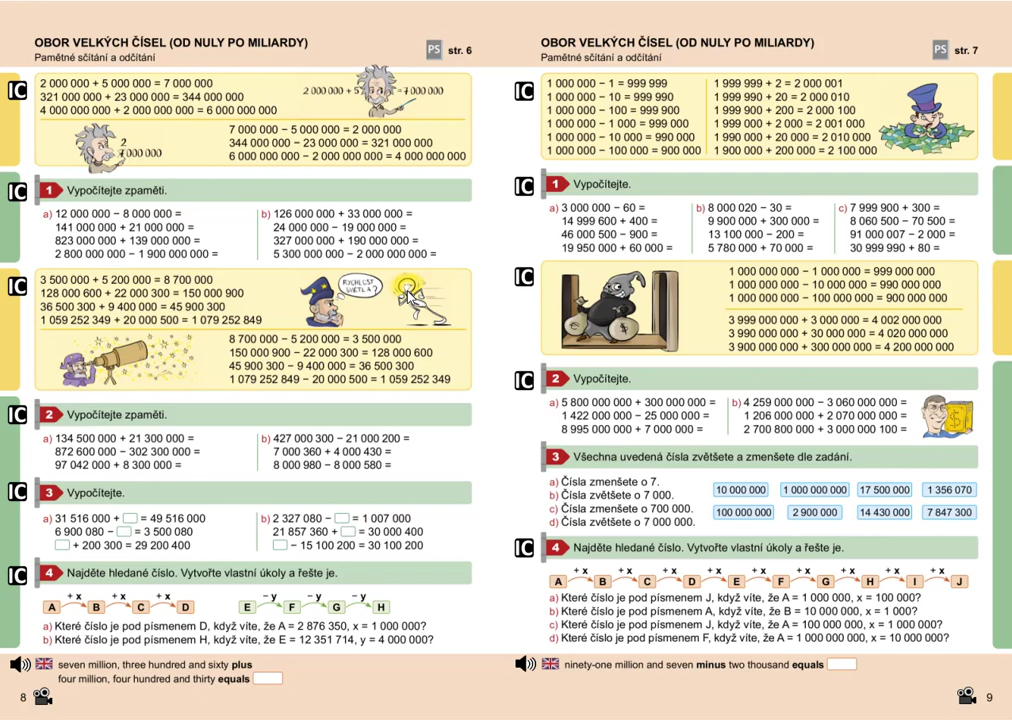 OBOR VELKÝCH ČÍSEL (OD NULY PO MILIARDY)
Pamětné sčítání a odčítání
PS str. 6
IC
2 000 000 + 5 000 000 = 7 000 000
321 000 000 + 23 000 000 = 344 000 000
4 000 000 000 + 2 000 000 000 = 6 000 000 000
7 000 000 − 5 000 000 = 2 000 000
344 000 000 − 23 000 000 = 321 000 000
6 000 000 000 − 2 000 000 000 = 4 000 000 000
IC
1 Vypočítejte zpaměti.
a) 12 000 000 − 8 000 000 =
141 000 000 + 21 000 000 =
823 000 000 + 139 000 000 =
2 800 000 000 − 1 900 000 000 =
b) 126 000 000 + 33 000 000 =
24 000 000 − 19 000 000 =
327 000 000 + 190 000 000 =
5 300 000 000 − 2 000 000 000 =
IC
3 500 000 + 5 200 000 = 8 700 000
128 000 600 + 22 000 300 = 150 000 900
36 500 300 + 9 400 000 = 45 900 300
1 059 252 349 + 20 000 500 = 1 079 252 849
RYCHLOST
SVĚTLA?
8 700 000 − 5 200 000 = 3 500 000
150 000 900 − 22 000 300 = 128 000 600
45 900 300 − 9 400 000 = 36 500 300
1 079 252 849 − 20 000 500 = 1 059 252 349
IC
2 Vypočítejte zpaměti.
a) 134 500 000 + 21 300 000 =
872 600 000 − 302 300 000 =
97 042 000 + 8 300 000 =
b) 427 000 300 − 21 000 200 =
7 000 360 + 4 000 430 =
8 000 980 − 8 000 580 =
IC
3 Vypočítejte.
a) 31 516 000 + = 49 516 000
6 900 080 − = 3 500 080
+ 200 300 = 29 200 400
b) 2 327 080 − = 1 007 000
21 857 360 + = 30 000 400
− 15 100 200 = 30 100 200
IC
4 Najděte hledané číslo. Vytvořte vlastní úkoly a řešte je.
+ x + x + x
A B C D
− y − y − y
E F G H
a) Které číslo je pod písmenem D, když víte, že A = 2 876 350, x = 1 000 000?
b) Které číslo je pod písmenem H, když víte, že E = 12 351 714, y = 4 000 000?
seven million, three hundred and sixty plus
four million, four hundred and thirty equals
8
OBOR VELKÝCH ČÍSEL (OD NULY PO MILIARDY)
Pamětné sčítání a odčítání
PS str. 7
IC
1 000 000 − 1 = 999 999
1 000 000 − 10 = 999 990
1 000 000 − 100 = 999 900
1 000 000 − 1 000 = 999 000
1 000 000 − 10 000 = 990 000
1 000 000 − 100 000 = 900 000
1 999 999 + 2 = 2 000 001
1 999 990 + 20 = 2 000 010
1 999 900 + 200 = 2 000 100
1 999 000 + 2 000 = 2 001 000
1 990 000 + 20 000 = 2 010 000
1 900 000 + 200 000 = 2 100 000
IC
1 Vypočítejte.
a) 3 000 000 − 60 =
14 999 600 + 400 =
46 000 500 − 900 =
19 950 000 + 60 000 =
b) 8 000 020 − 30 =
9 900 000 + 300 000 =
13 100 000 − 200 =
5 780 000 + 70 000 =
c) 7 999 900 + 300 =
8 060 500 − 70 500 =
91 000 007 − 2 000 =
30 999 990 + 80 =
IC
1 000 000 000 − 1 000 000 = 999 000 000
1 000 000 000 − 10 000 000 = 990 000 000
1 000 000 000 − 100 000 000 = 900 000 000
3 999 000 000 + 3 000 000 = 4 002 000 000
3 990 000 000 + 30 000 000 = 4 020 000 000
3 900 000 000 + 300 000 000 = 4 200 000 000
IC
2 Vypočítejte.
a) 5 800 000 000 + 300 000 000 =
1 422 000 000 − 25 000 000 =
8 995 000 000 + 7 000 000 =
b) 4 259 000 000 − 3 060 000 000 =
1 206 000 000 + 2 070 000 000 =
2 700 800 000 + 3 000 000 100 =
3 Všechna uvedená čísla zvětšete a zmenšete dle zadání.
a) Čísla zmenšete o 7.
b) Čísla zvětšete o 7 000.
c) Čísla zmenšete o 700 000.
d) Čísla zvětšete o 7 000 000.
10 000 000 1 000 000 000 17 500 000 1 356 070
100 000 000 2 900 000 14 430 000 7 847 300
IC
4 Najděte hledané číslo. Vytvořte vlastní úkoly a řešte je.
+ x + x + x + x + x + x + x + x + x
A B C D E F G H I J
a) Které číslo je pod písmenem J, když víte, že A = 1 000 000, x = 100 000?
b) Které číslo je pod písmenem A, když víte, že B = 10 000 000, x = 1 000?
c) Které číslo je pod písmenem J, když víte, že A = 100 000 000, x = 1 000 000?
d) Které číslo je pod písmenem F, když víte, že A = 1 000 000 000, x = 10 000 000?
ninety-one million and seven minus two thousand equals
9